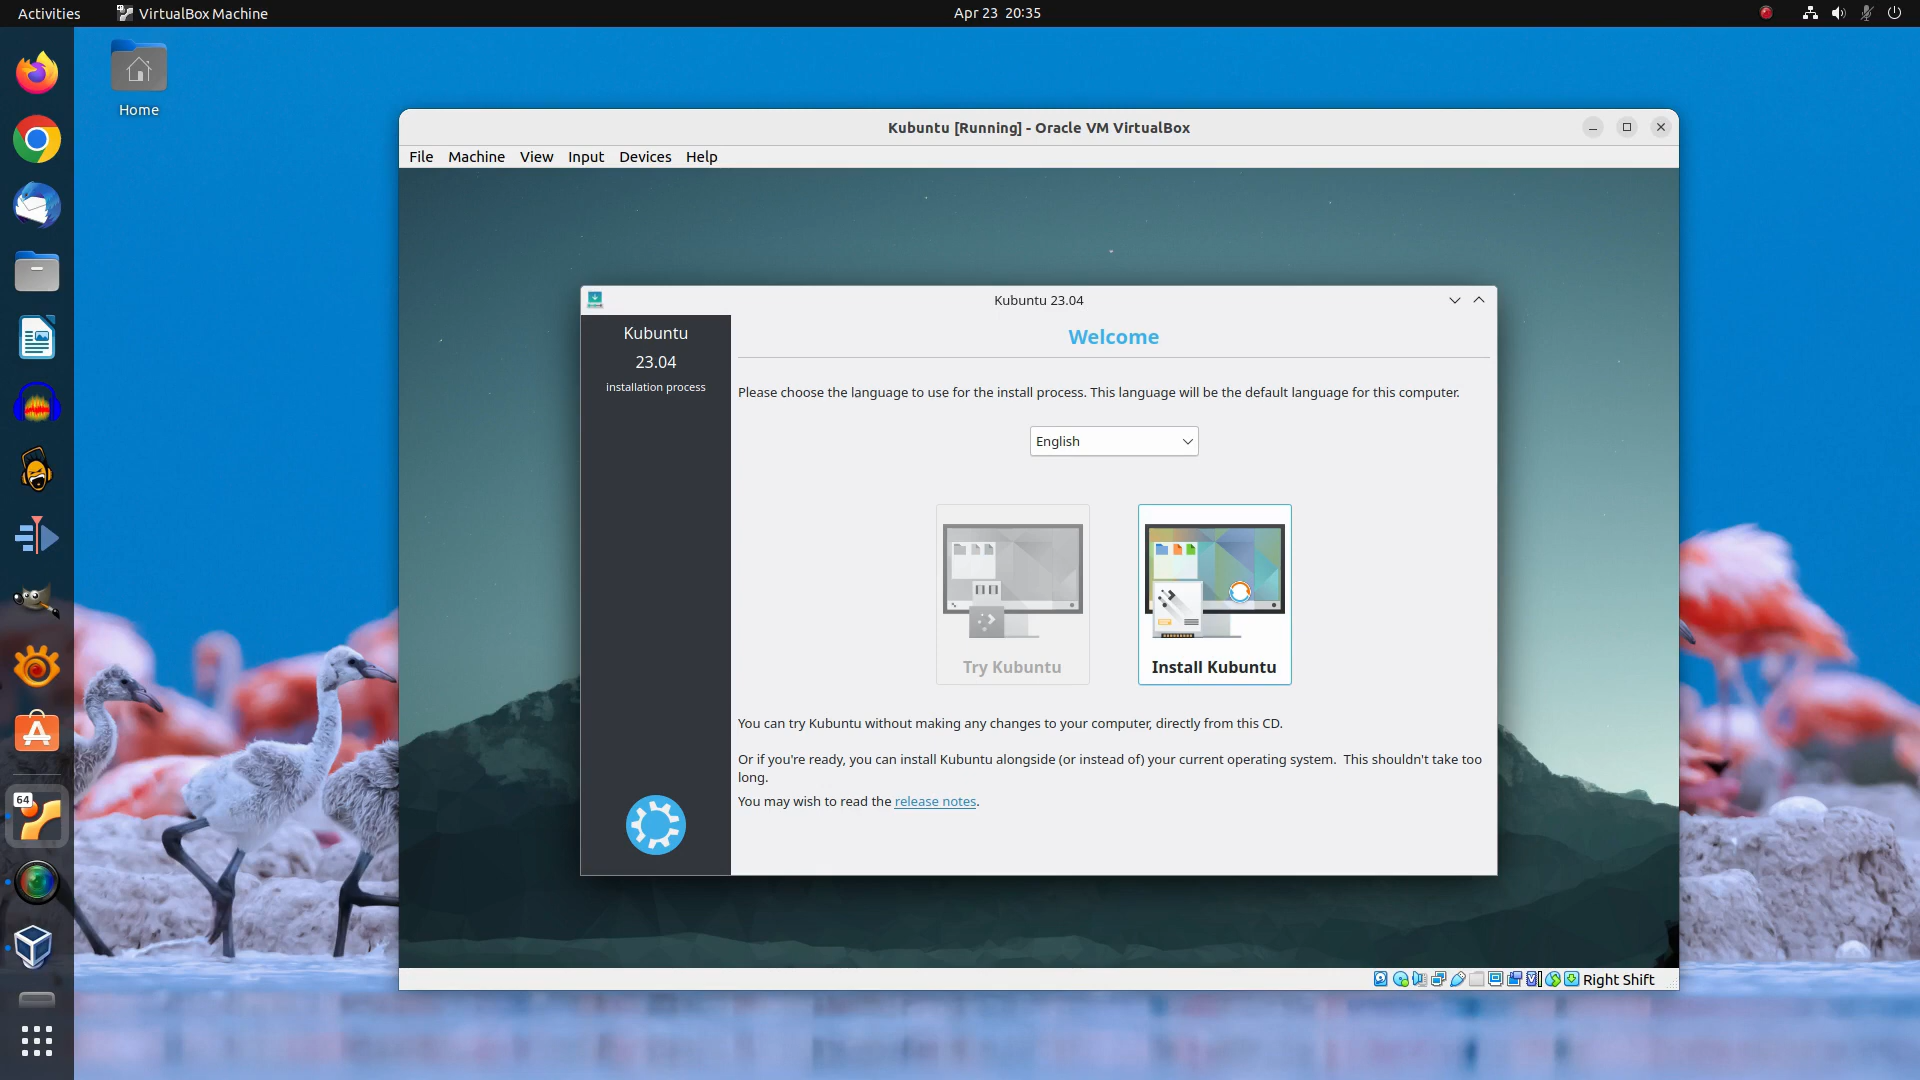 Activities
VirtualBox Machine
Apr 23 20:35
Home
Kubuntu [Running] - Oracle VM VirtualBox
File Machine View Input Devices Help
Kubuntu 23.04
Kubuntu
23.04
installation process
Welcome
Please choose the language to use for the install process. This language will be the default language for this computer.
English
Try Kubuntu
Install Kubuntu
You can try Kubuntu without making any changes to your computer, directly from this CD.
Or if you're ready, you can install Kubuntu alongside (or instead of) your current operating system. This shouldn't take too
long.
You may wish to read the release notes.
64
Right Shift